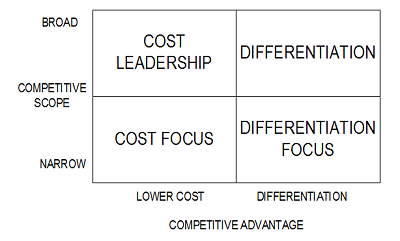 BROAD
COST
LEADERSHIP
DIFFERENTIATION
COMPETITIVE
SCOPE
COST FOCUS
DIFFERENTIATION
FOCUS
NARROW
LOWER COST
DIFFERENTIATION
COMPETITIVE ADVANTAGE